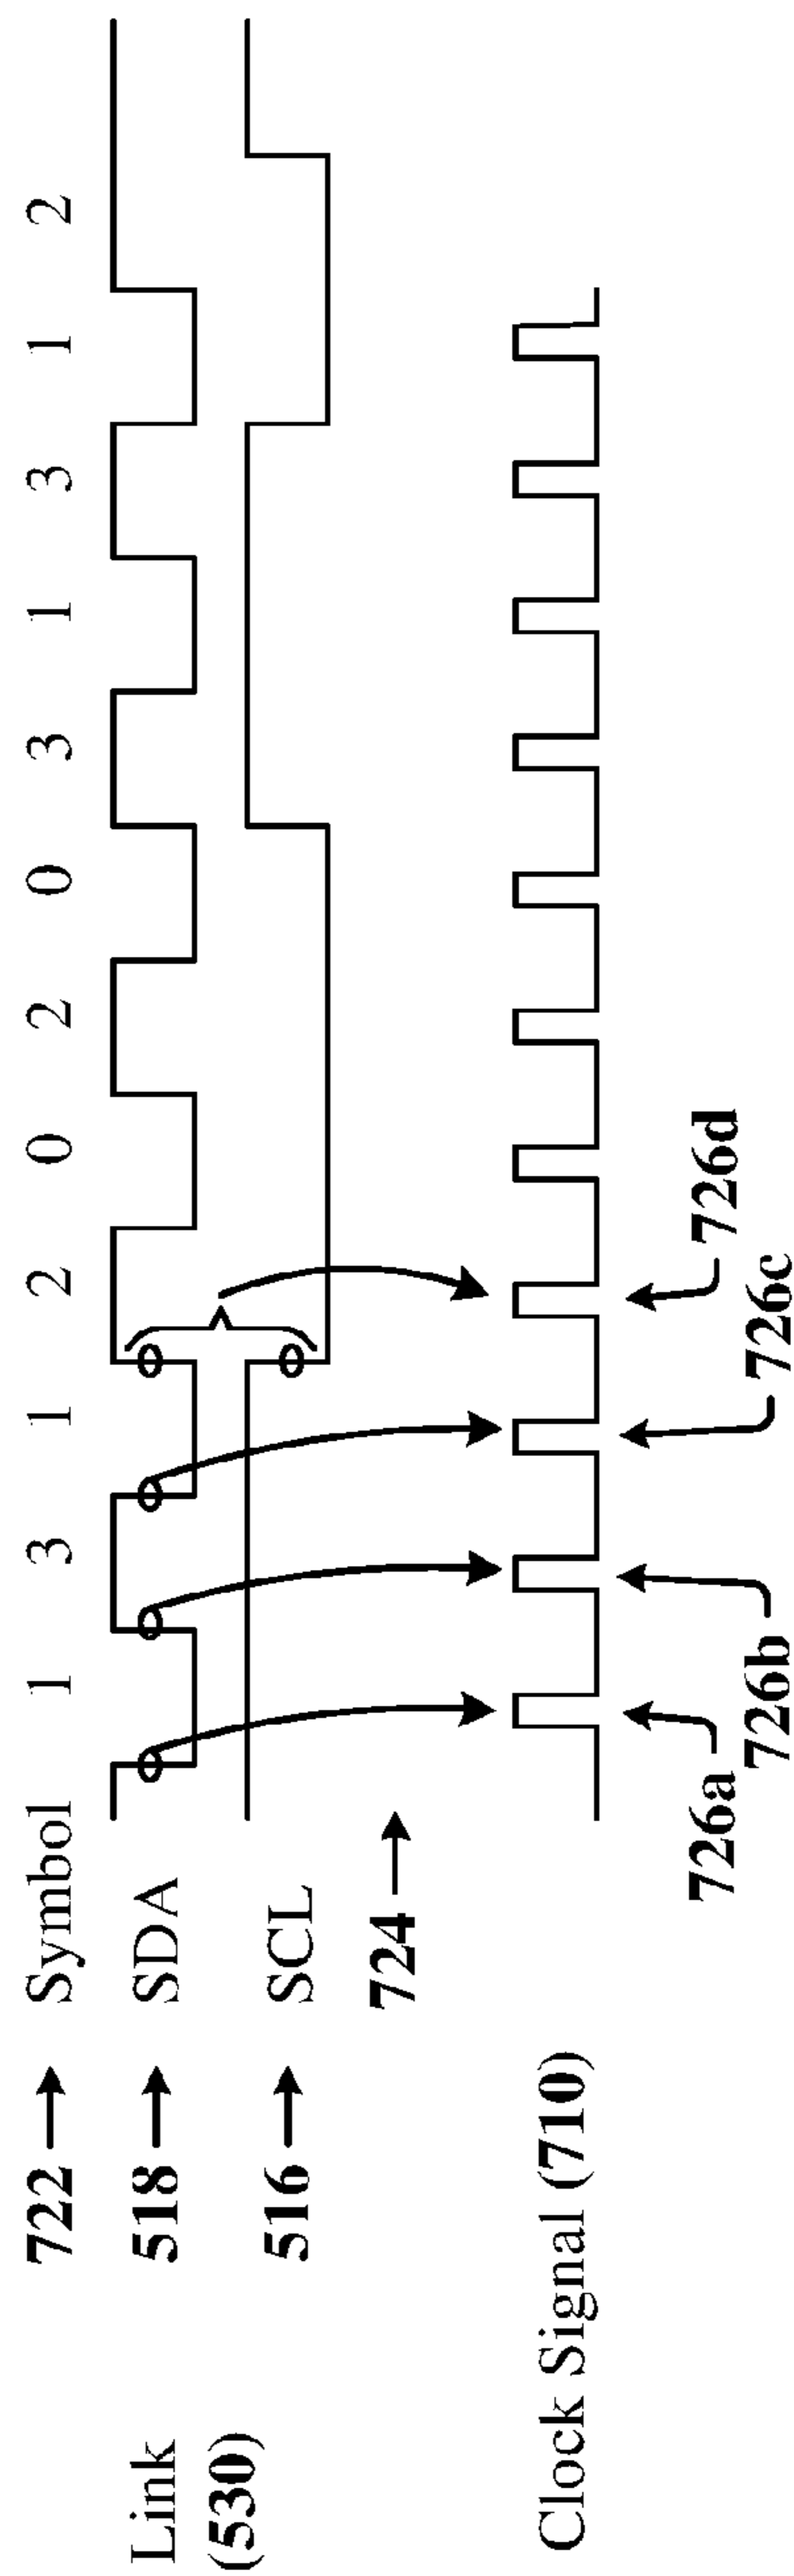 722 Symbol 1 3 1 2 0 2 0 3 1 3 1 2
Link (530)
518 SDA
516 SCL
724
Clock Signal (710)
726a
726b
726c
726d